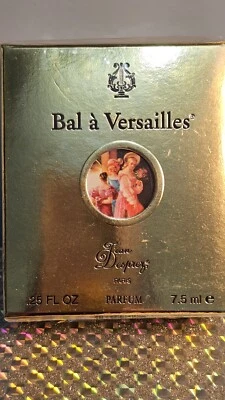 Bal à Versailles
Jean
Desprez
PARIS
.25 FL OZ PARFUM 7.5 ml e